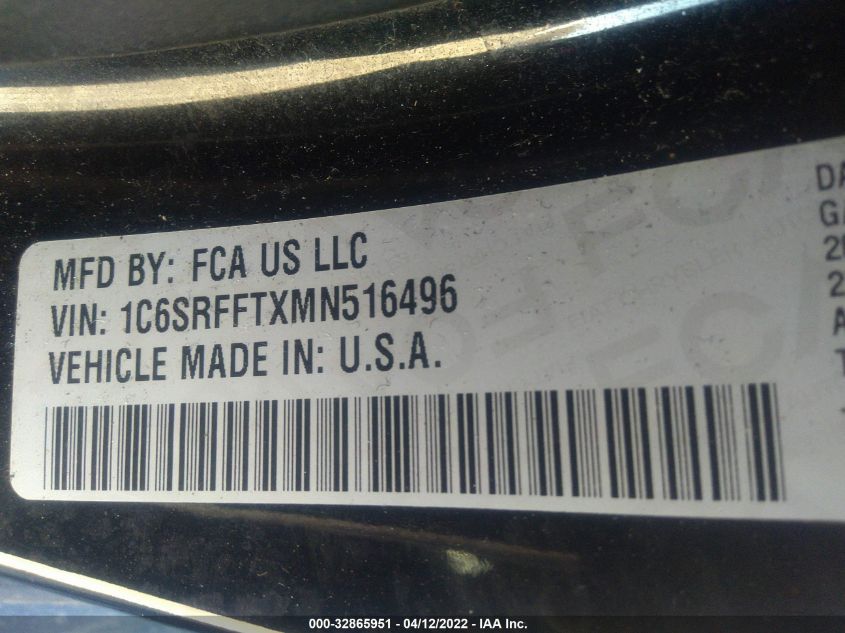 MFD BY: FCA US LLC
VIN: 1C6SRFFTXMN516496
VEHICLE MADE IN: U.S.A.
000-32865951 - 04/12/2022 - IAA Inc.